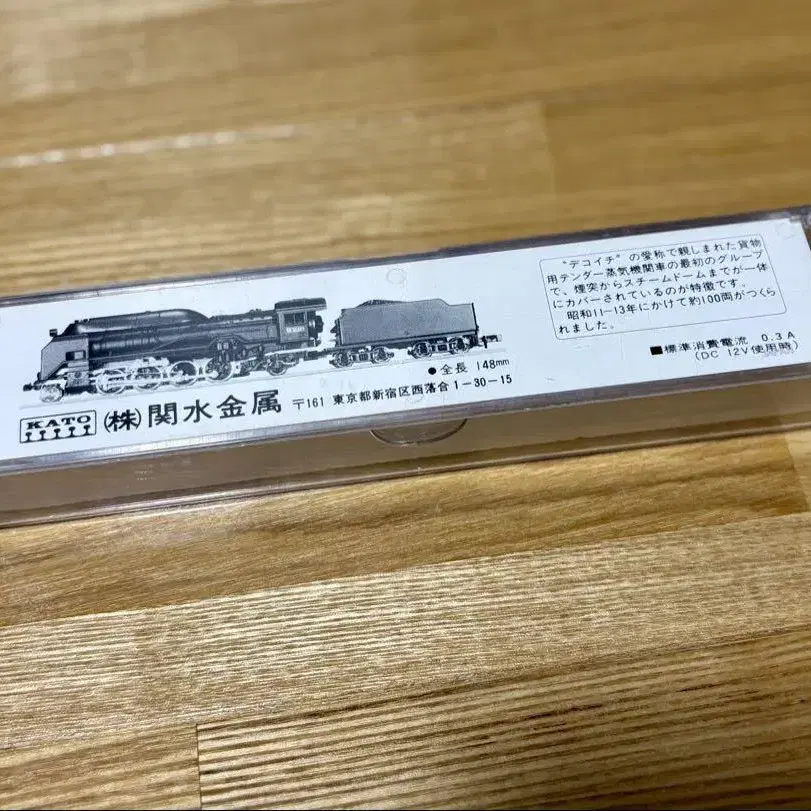 "デコイチ"の愛称で親しまれた貨物
用テンダー蒸気機関車の最初のグループ
で、煙突からスチームドームまでが一体
にカバーされているのが特徴です。
昭和11-13年にかけて約100両がつくら
れました。
■標準消費電流 0.3A
(DC 12V使用時)
●全長 148mm
KATO (株)関水金属 〒161 東京都新宿区西落合1-30-15